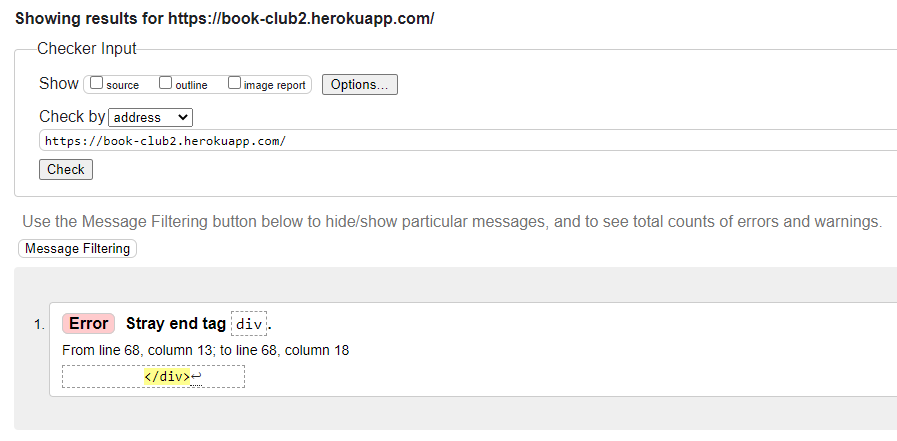 Showing results for https://book-club2.herokuapp.com/
Checker Input
Show source outline image report Options...
Check by address
https://book-club2.herokuapp.com/
Check
Use the Message Filtering button below to hide/show particular messages, and to see total counts of errors and warnings.
Message Filtering
1. Error Stray end tag div.
From line 68, column 13; to line 68, column 18
</div>↩